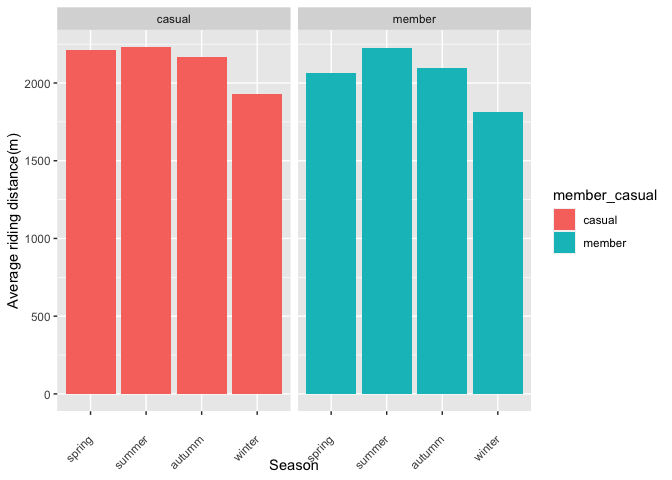 casual
member
Average riding distance(m)
2000
1500
1000
500
0
spring
summer
autumm
winter
spring
summer
autumm
winter
Season
member_casual
casual
member